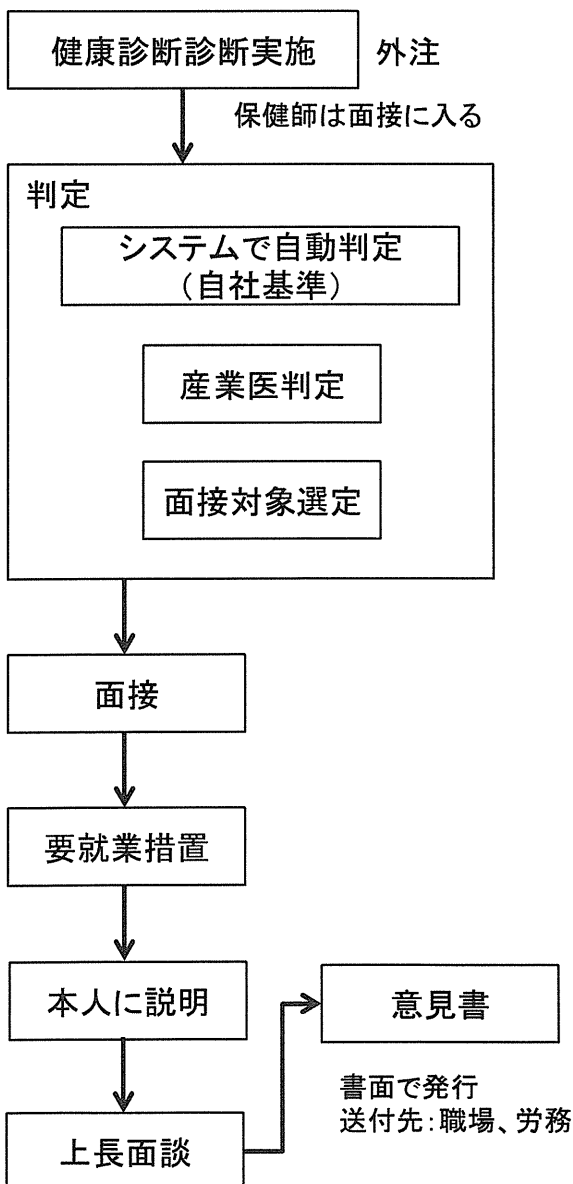 健康診断診断実施
外注
保健師は面接に入る
判定
システムで自動判定
（自社基準）
産業医判定
面接対象選定
面接
要就業措置
本人に説明
意見書
書面で発行
送付先：職場、労務
上長面談